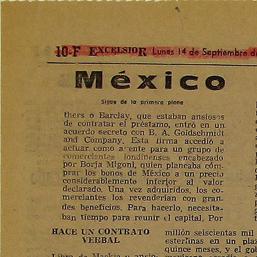 10-F EXCELSIOR Lunes 14 de Septiembre de
México
Sigue de la primera plana
thers o Barclay, que estaban ansiosos
de contratar el préstamo, entró en un
acuerdo secreto con B. A. Goldschmidt
and Company. Esta firma accedió a
actuar como agente para un grupo de
comerciantes londinenses encabezado
por Borja Migoni, quien planeaba com-
prar los bonos de México a un precio
considerablemente inferior al valor
declarado. Una vez adquiridos, los co-
merciantes los revenderían con gran-
des beneficios. Para hacerlo, necesita-
ban tiempo para reunir el capital. Por
HACE UN CONTRATO
VERBAL
millón seiscientas mil
esterlinas en un plaz
quince meses, y el gob